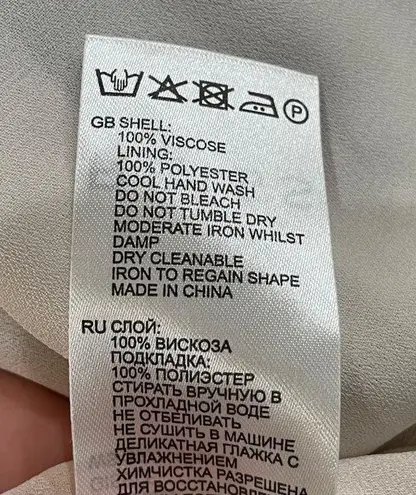 P
GB SHELL:
100% VISCOSE
LINING:
100% POLYESTER
COOL HAND WASH
DO NOT BLEACH
DO NOT TUMBLE DRY
MODERATE IRON WHILST
DAMP
DRY CLEANABLE
IRON TO REGAIN SHAPE
MADE IN CHINA
RU СЛОЙ:
100% ВИСКОЗА
ПОДКЛАДКА:
100% ПОЛИЭСТЕР
СТИРАТЬ ВРУЧНУЮ В
ПРОХЛАДНОЙ ВОДЕ
НЕ ОТБЕЛИВАТЬ
НЕ СУШИТЬ В МАШИНЕ
ДЕЛИКАТНАЯ ГЛАЖКА С
УВЛАЖНЕНИЕМ
ХИМЧИСТКА РАЗРЕШЕНА
ДЛЯ